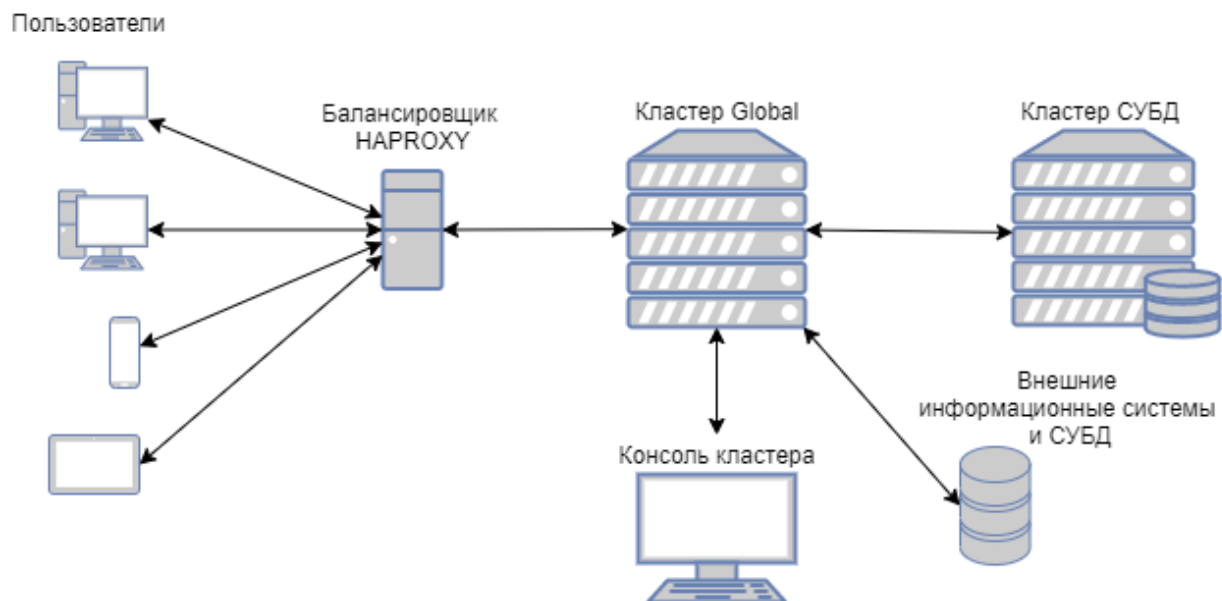 Пользователи
Балансировщик
HAPROXY
Кластер Global
Кластер СУБД
Внешние
информационные системы
и СУБД
Консоль кластера